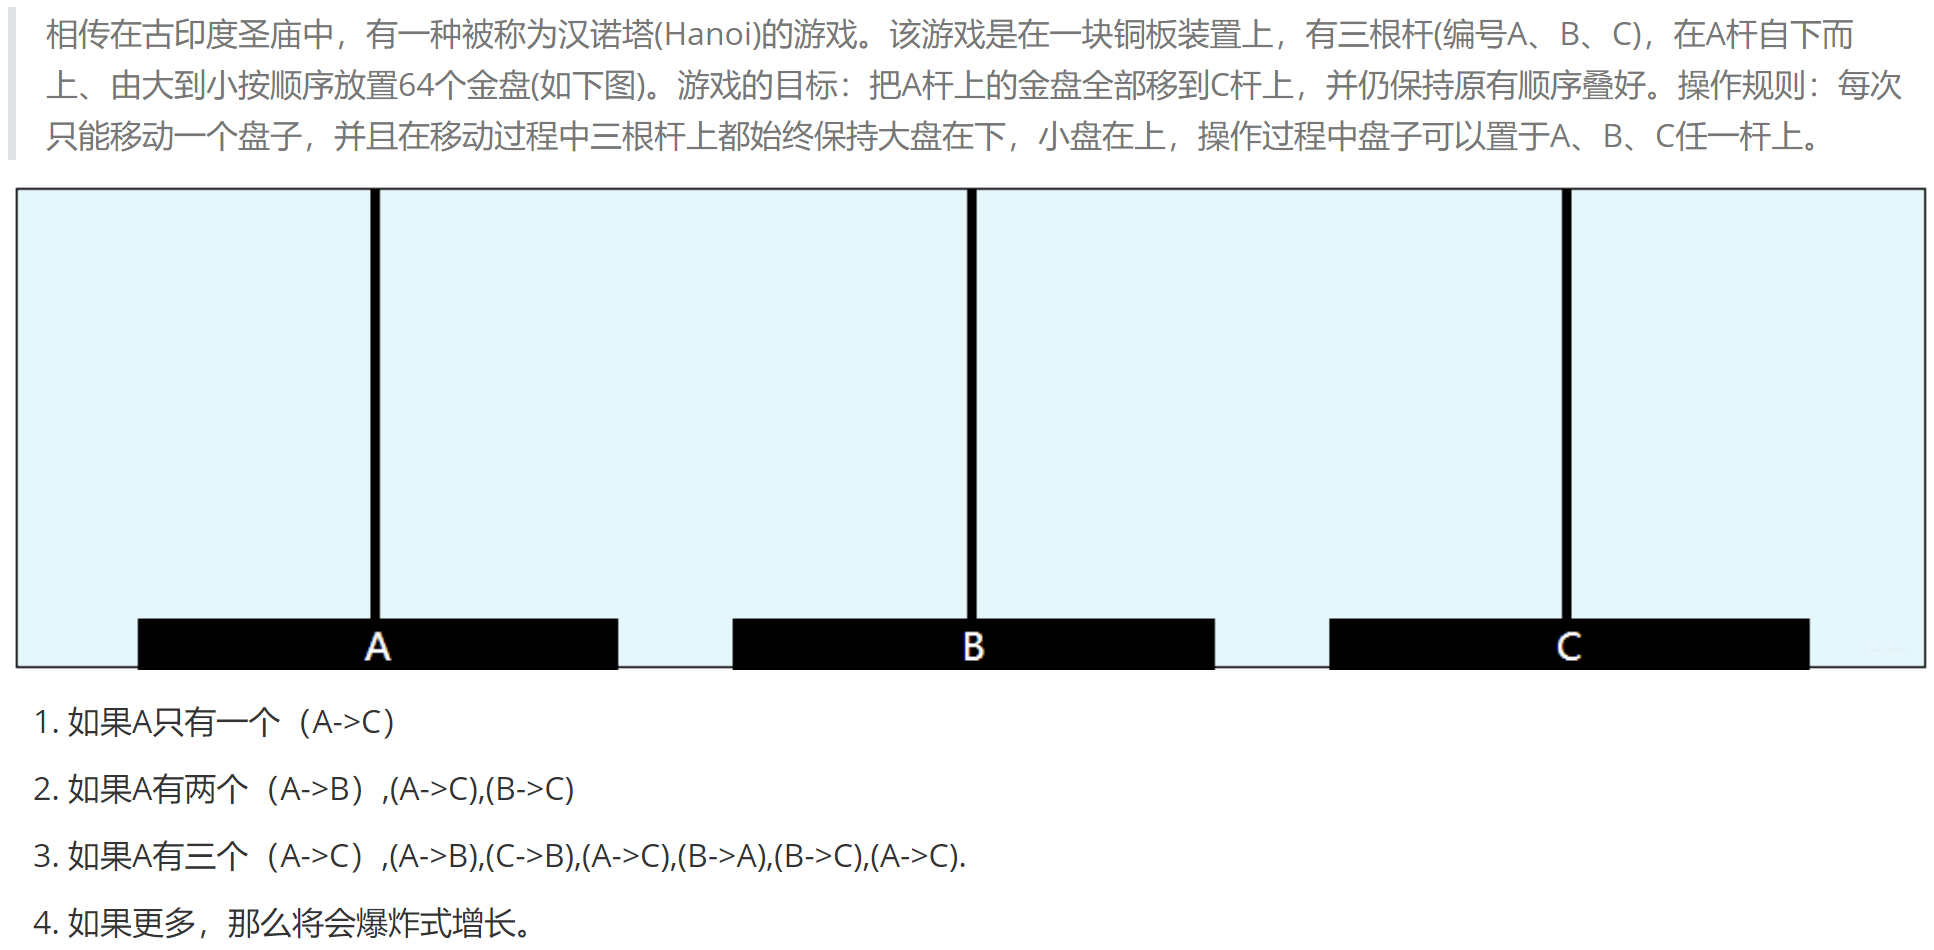 相传在古印度圣庙中，有一种被称为汉诺塔(Hanoi)的游戏。该游戏是在一块铜板装置上，有三根杆(编号A、B、C)，在A杆自下而
上、由大到小按顺序放置64个金盘(如下图)。游戏的目标：把A杆上的金盘全部移到C杆上，并仍保持原有顺序叠好。操作规则：每次
只能移动一个盘子，并且在移动过程中三根杆上都始终保持大盘在下，小盘在上，操作过程中盘子可以置于A、B、C任一杆上。
A
B
C
1. 如果A只有一个（A->C）
2. 如果A有两个（A->B）,(A->C),(B->C)
3. 如果A有三个（A->C）,(A->B),(C->B),(A->C),(B->A),(B->C),(A->C).
4. 如果更多，那么将会爆炸式增长。